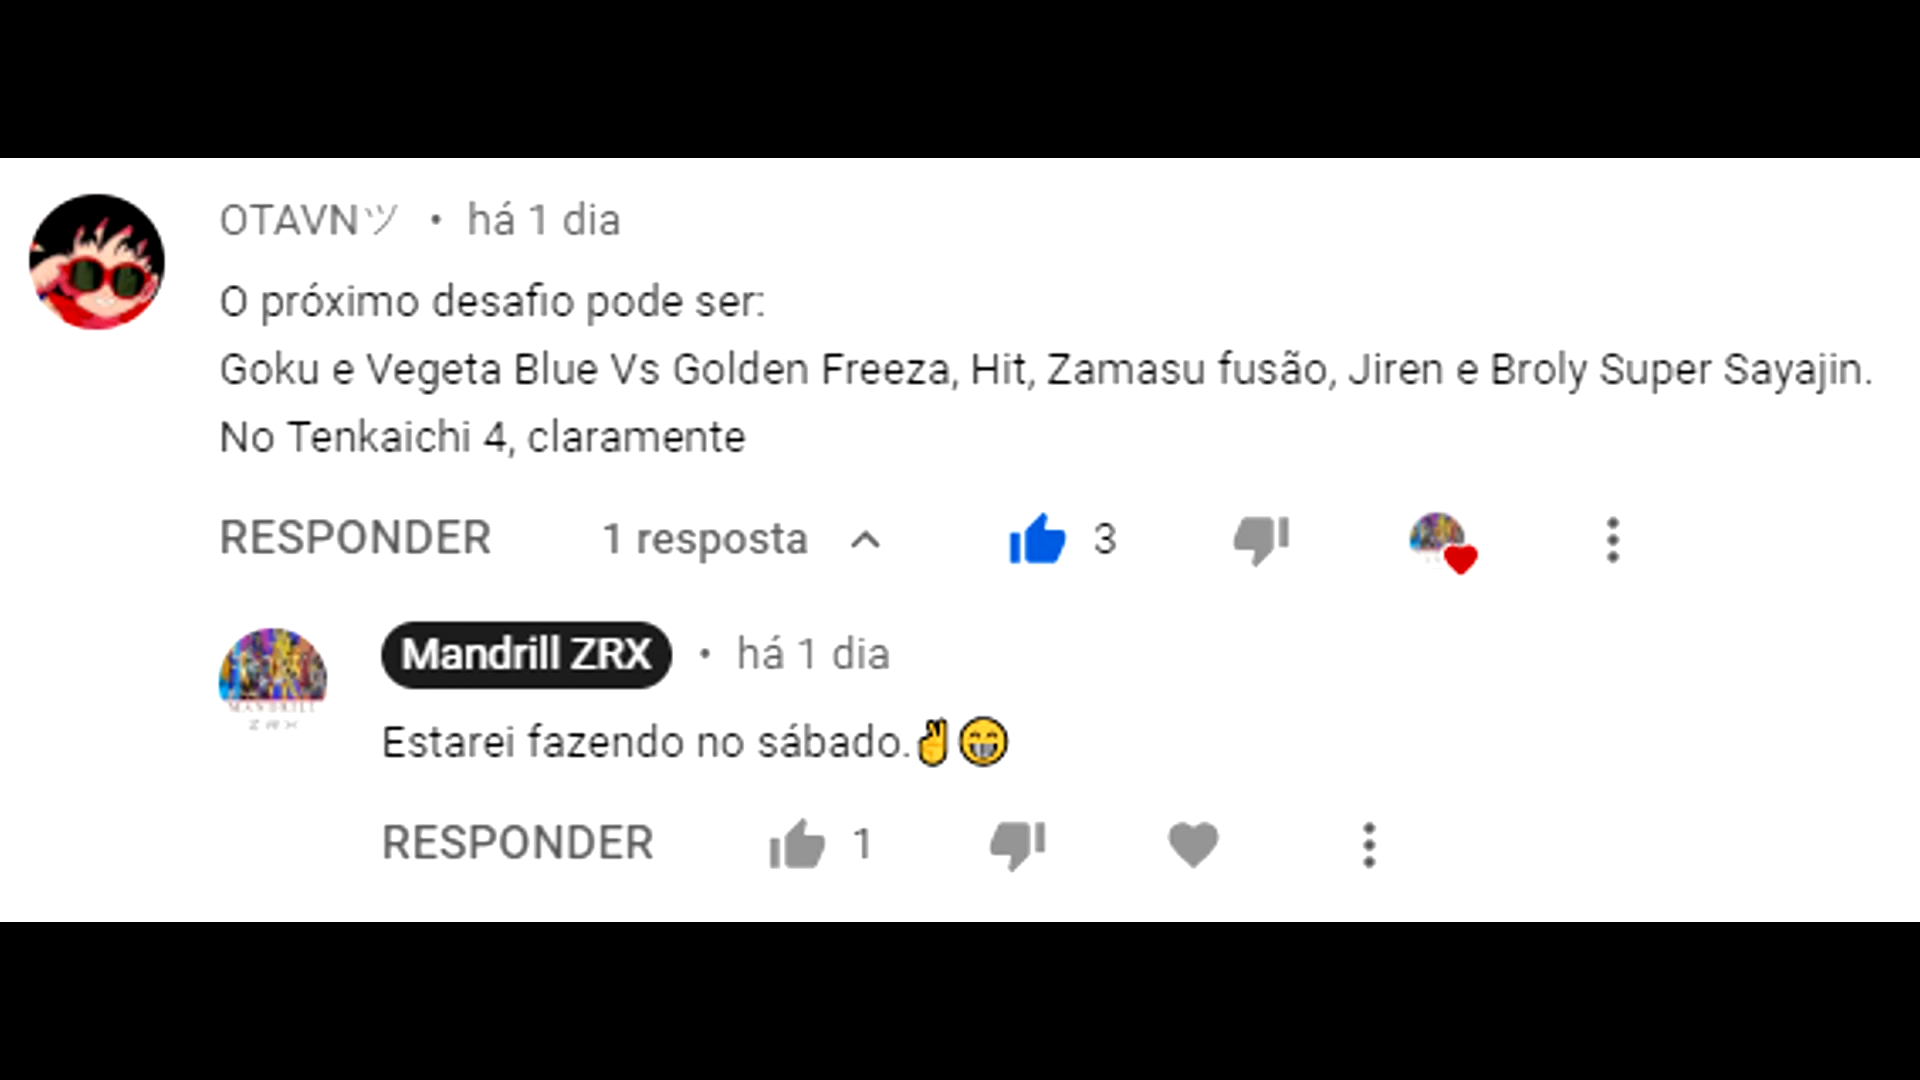 OTAVNツ • há 1 dia
O próximo desafio pode ser:
Goku e Vegeta Blue Vs Golden Freeza, Hit, Zamasu fusão, Jiren e Broly Super Sayajin.
No Tenkaichi 4, claramente
RESPONDER 1 resposta 3
Mandrill ZRX • há 1 dia
MANDRILL
ZRX
Estarei fazendo no sábado.✌😁
RESPONDER 1